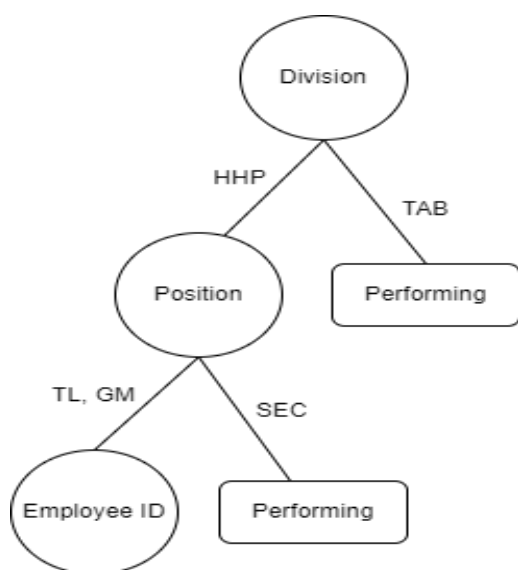 Division
HHP
TAB
Position
Performing
TL, GM
SEC
Employee ID
Performing